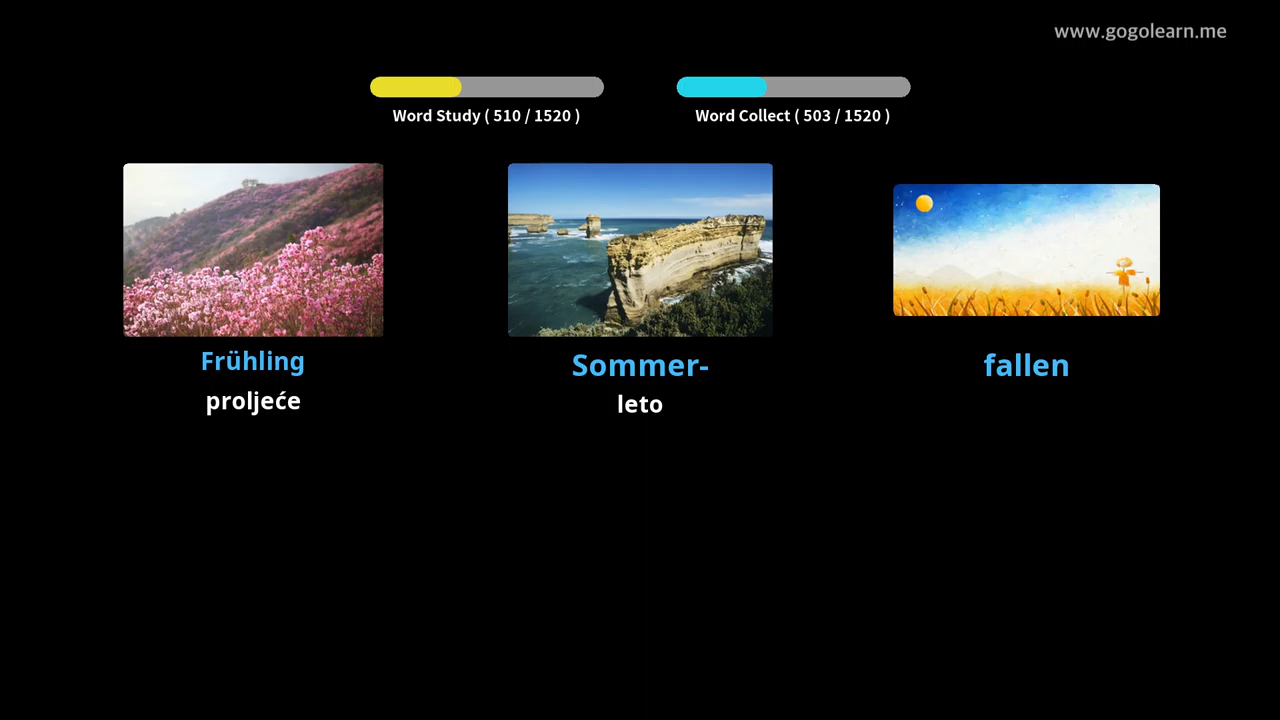 www.gogolearn.me
Word Study ( 510 / 1520 )
Word Collect ( 503 / 1520 )
Frühling
proljeće
Sommer-
leto
fallen